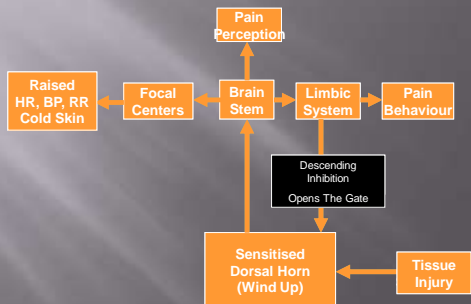 Pain
Perception
Raised
HR, BP, RR
Cold Skin
Focal
Centers
Brain
Stem
Limbic
System
Pain
Behaviour
Descending
Inhibition
Opens The Gate
Sensitised
Dorsal Horn
(Wind Up)
Tissue
Injury